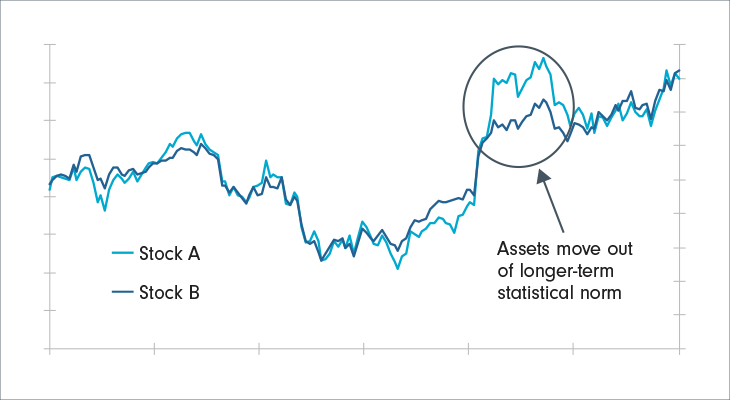 Stock A
Stock B
Assets move out
of longer-term
statistical norm